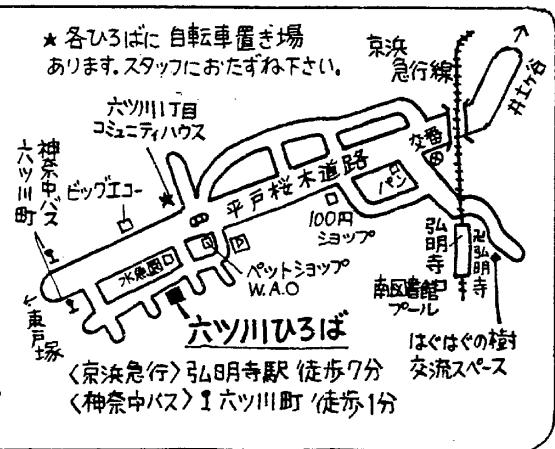 ★各ひろばに自転車置き場
あります。スタッフにおたずね下さい。
京浜
急行線
井土ヶ谷
六ツ川1丁目
コミュニティハウス
神奈中バス
六ツ川町
ビッグエコー
平戸桜木道路
交番
パン
100円
ショップ
弘明寺
卍弘明寺
水魚園
P
ペットショップ
W.A.O
南図書館
プール
←東戸塚
六ツ川ひろば
はぐはぐの樹
交流スペース
〈京浜急行〉弘明寺駅 徒歩7分
〈神奈中バス〉六ツ川町 徒歩1分